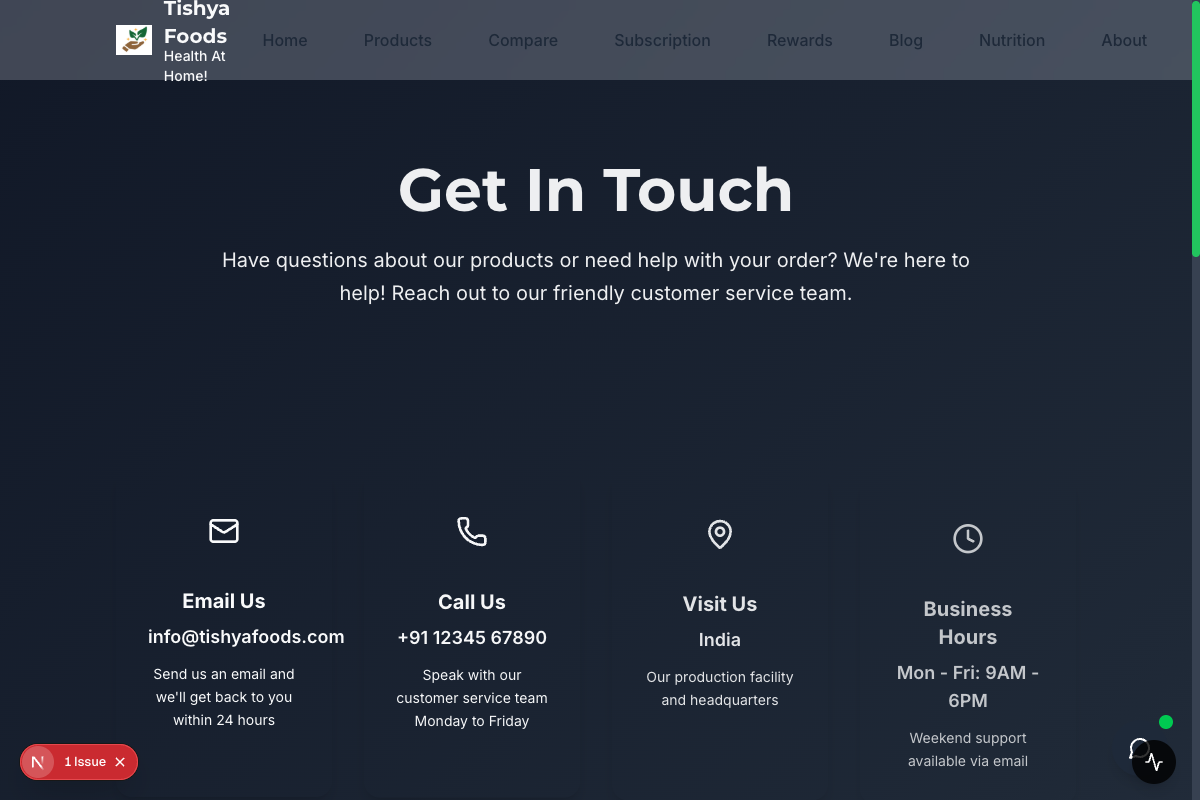 Tishya
Foods
Health At
Home!
Home
Products
Compare
Subscription
Rewards
Blog
Nutrition
About
Get In Touch
Have questions about our products or need help with your order? We're here to
help! Reach out to our friendly customer service team.
Email Us
info@tishyafoods.com
Send us an email and
we'll get back to you
within 24 hours
Call Us
+91 12345 67890
Speak with our
customer service team
Monday to Friday
Visit Us
India
Our production facility
and headquarters
Business
Hours
Mon - Fri: 9AM -
6PM
Weekend support
available via email
N
1 Issue